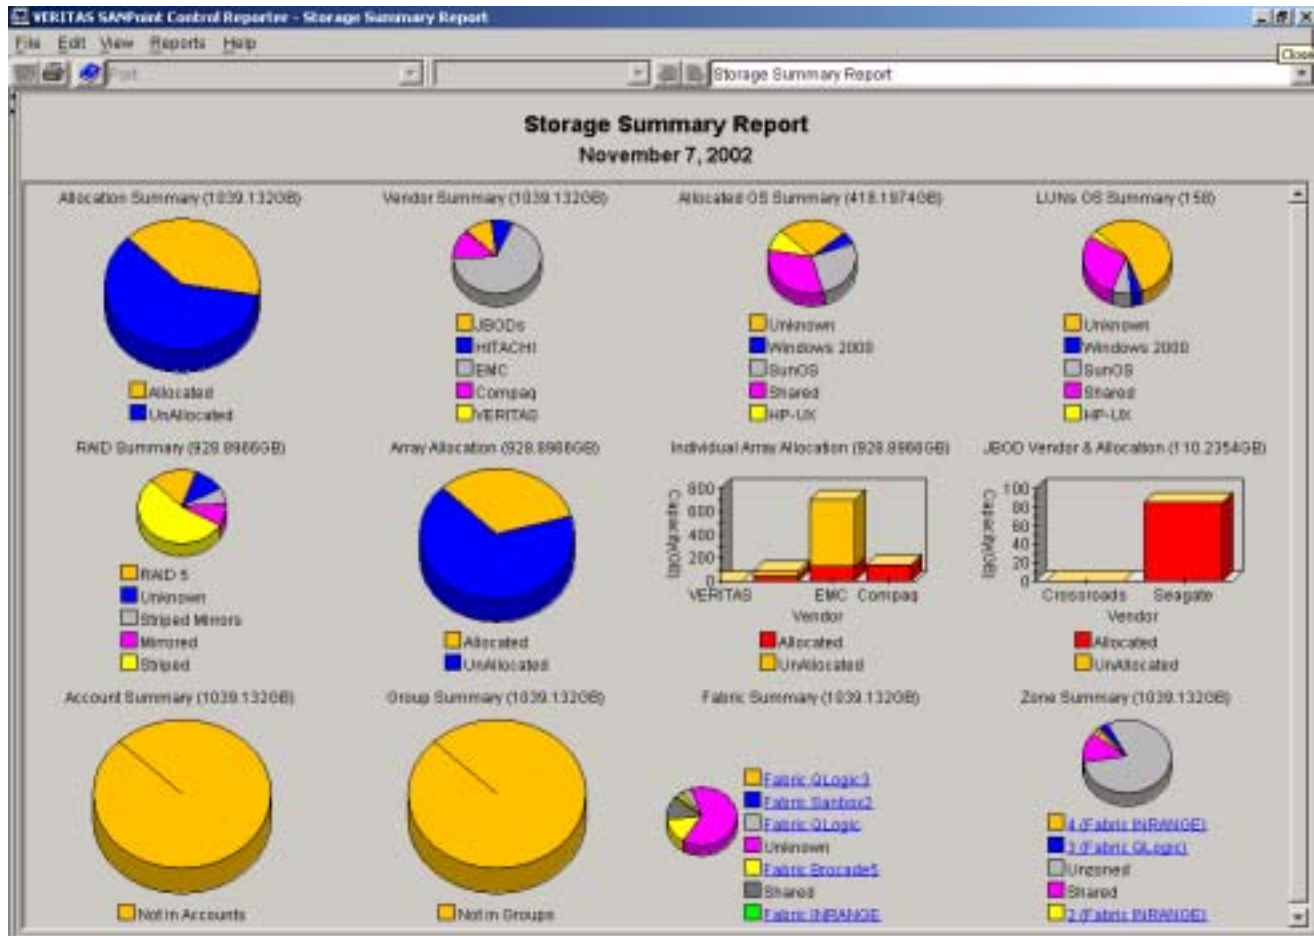 VERITAS SANPoint Control Reporter - Storage Summary Report
File Edit View Reports Help
Close
Port
Storage Summary Report
Storage Summary Report
November 7, 2002
Allocation Summary (1039.132GB)
Allocated
UnAllocated
Vendor Summary (1039.132GB)
JBODs
HITACHI
EMC
Compaq
VERITAS
Allocated OS Summary (418.1974GB)
Unknown
Windows 2000
SunOS
Shared
HP-UX
LUNs OS Summary (158)
Unknown
Windows 2000
SunOS
Shared
HP-UX
RAID Summary (928.8966GB)
RAID 5
Unknown
Striped Mirrors
Mirrored
Striped
Array Allocation (928.8966GB)
Allocated
UnAllocated
Individual Array Allocation (928.8966GB)
Capacity(GB)
800
600
400
200
0
VERITAS EMC Compaq
Vendor
Allocated
UnAllocated
JBOD Vendor & Allocation (110.2354GB)
Capacity(GB)
100
80
60
40
20
0
Crossroads Seagate
Vendor
Allocated
UnAllocated
Account Summary (1039.132GB)
Not in Accounts
Group Summary (1039.132GB)
Not in Groups
Fabric Summary (1039.132GB)
Fabric QLogic3
Fabric Sanbox2
Fabric QLogic
Unknown
Fabric Brocade5
Shared
Fabric INRANGE
Zone Summary (1039.132GB)
4 (Fabric INRANGE)
3 (Fabric QLogic)
Unzoned
Shared
2 (Fabric INRANGE)